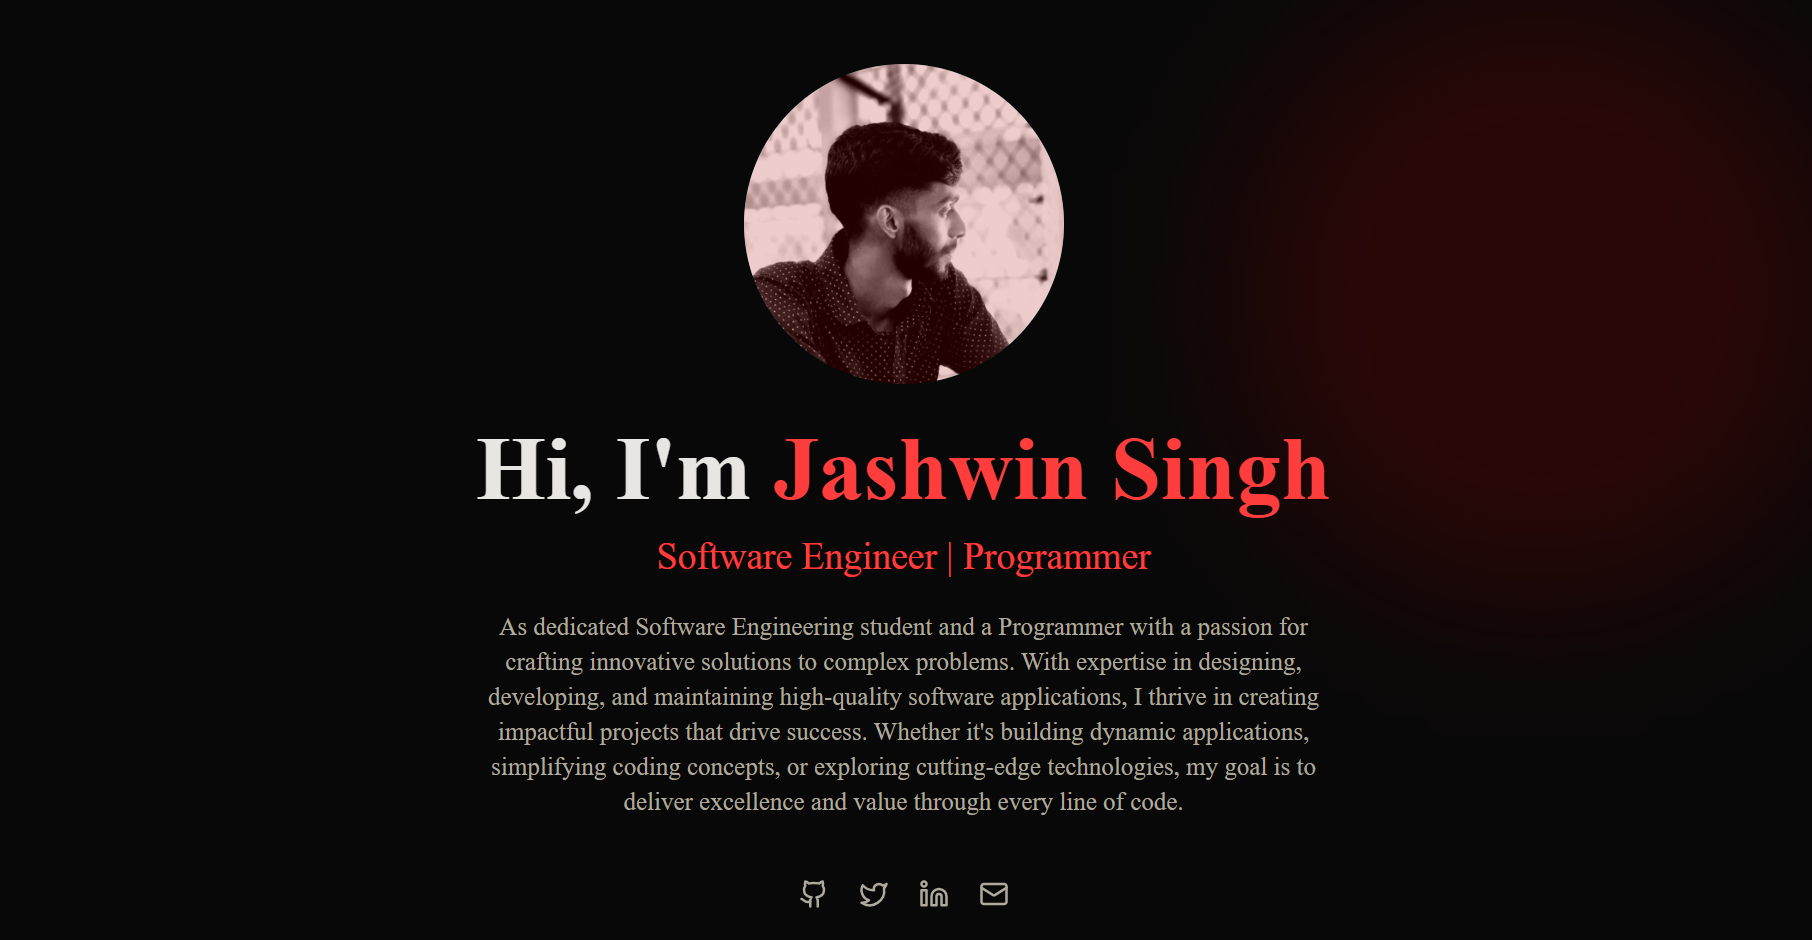 Hi, I'm Jashwin Singh
Software Engineer | Programmer
As dedicated Software Engineering student and a Programmer with a passion for
crafting innovative solutions to complex problems. With expertise in designing,
developing, and maintaining high-quality software applications, I thrive in creating
impactful projects that drive success. Whether it's building dynamic applications,
simplifying coding concepts, or exploring cutting-edge technologies, my goal is to
deliver excellence and value through every line of code.